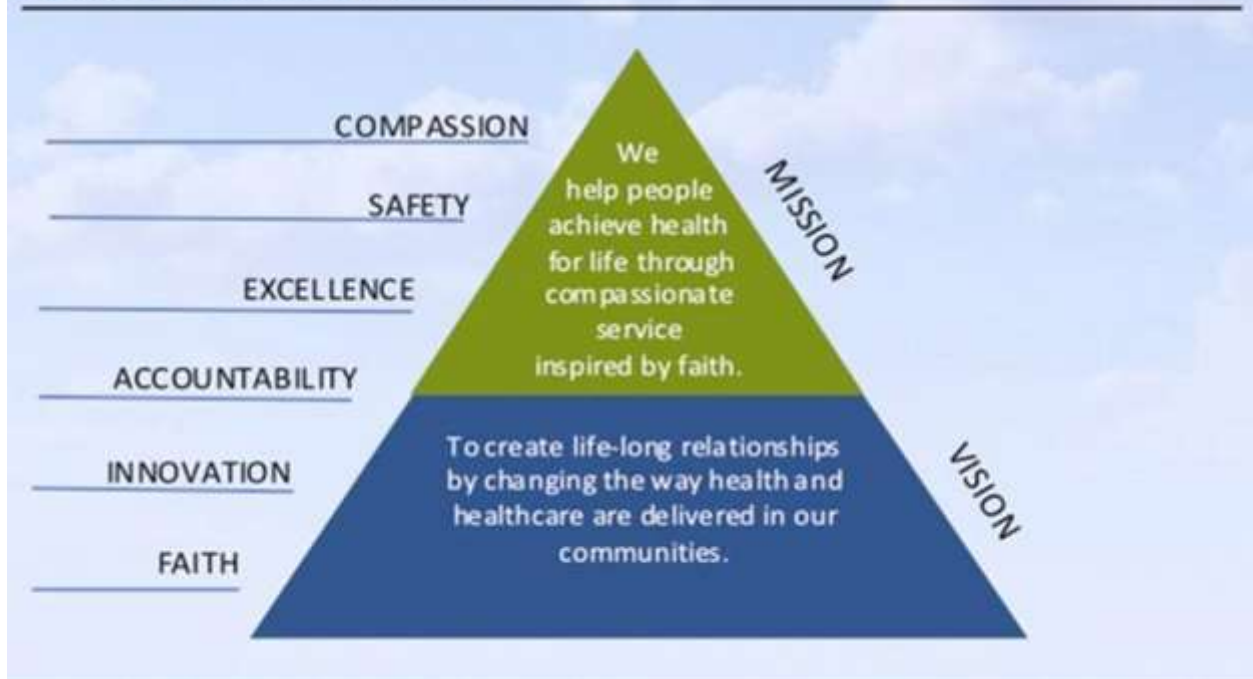 COMPASSION
SAFETY
EXCELLENCE
ACCOUNTABILITY
INNOVATION
FAITH
We
help people
achieve health
for life through
compassionate
service
inspired by faith.
MISSION
To create life-long relationships
by changing the way health and
healthcare are delivered in our
communities.
VISION